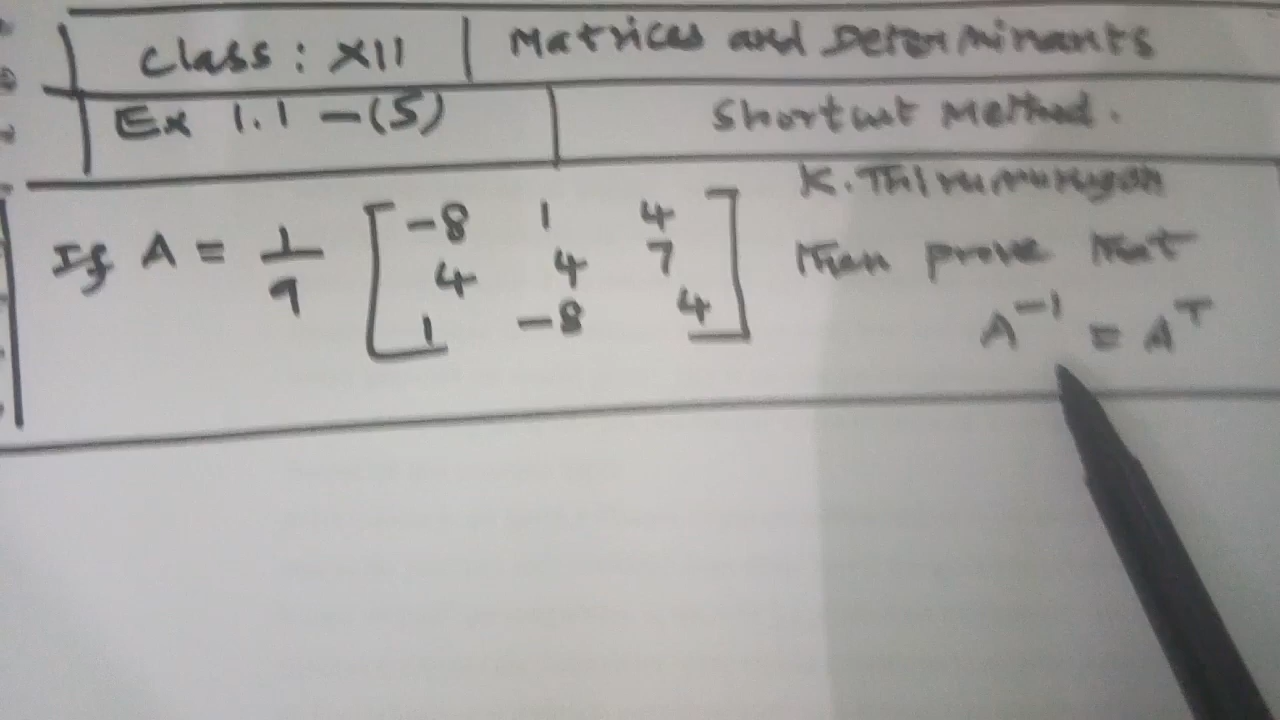 Class: XII | Matrices and Determinants
Ex 1.1 -(5) | Shortcut Method.
K. Thirumurugan
If A = 1/9 [ -8 1 4
4 4 7
1 -8 4 ] then prove that
A⁻¹ = Aᵀ